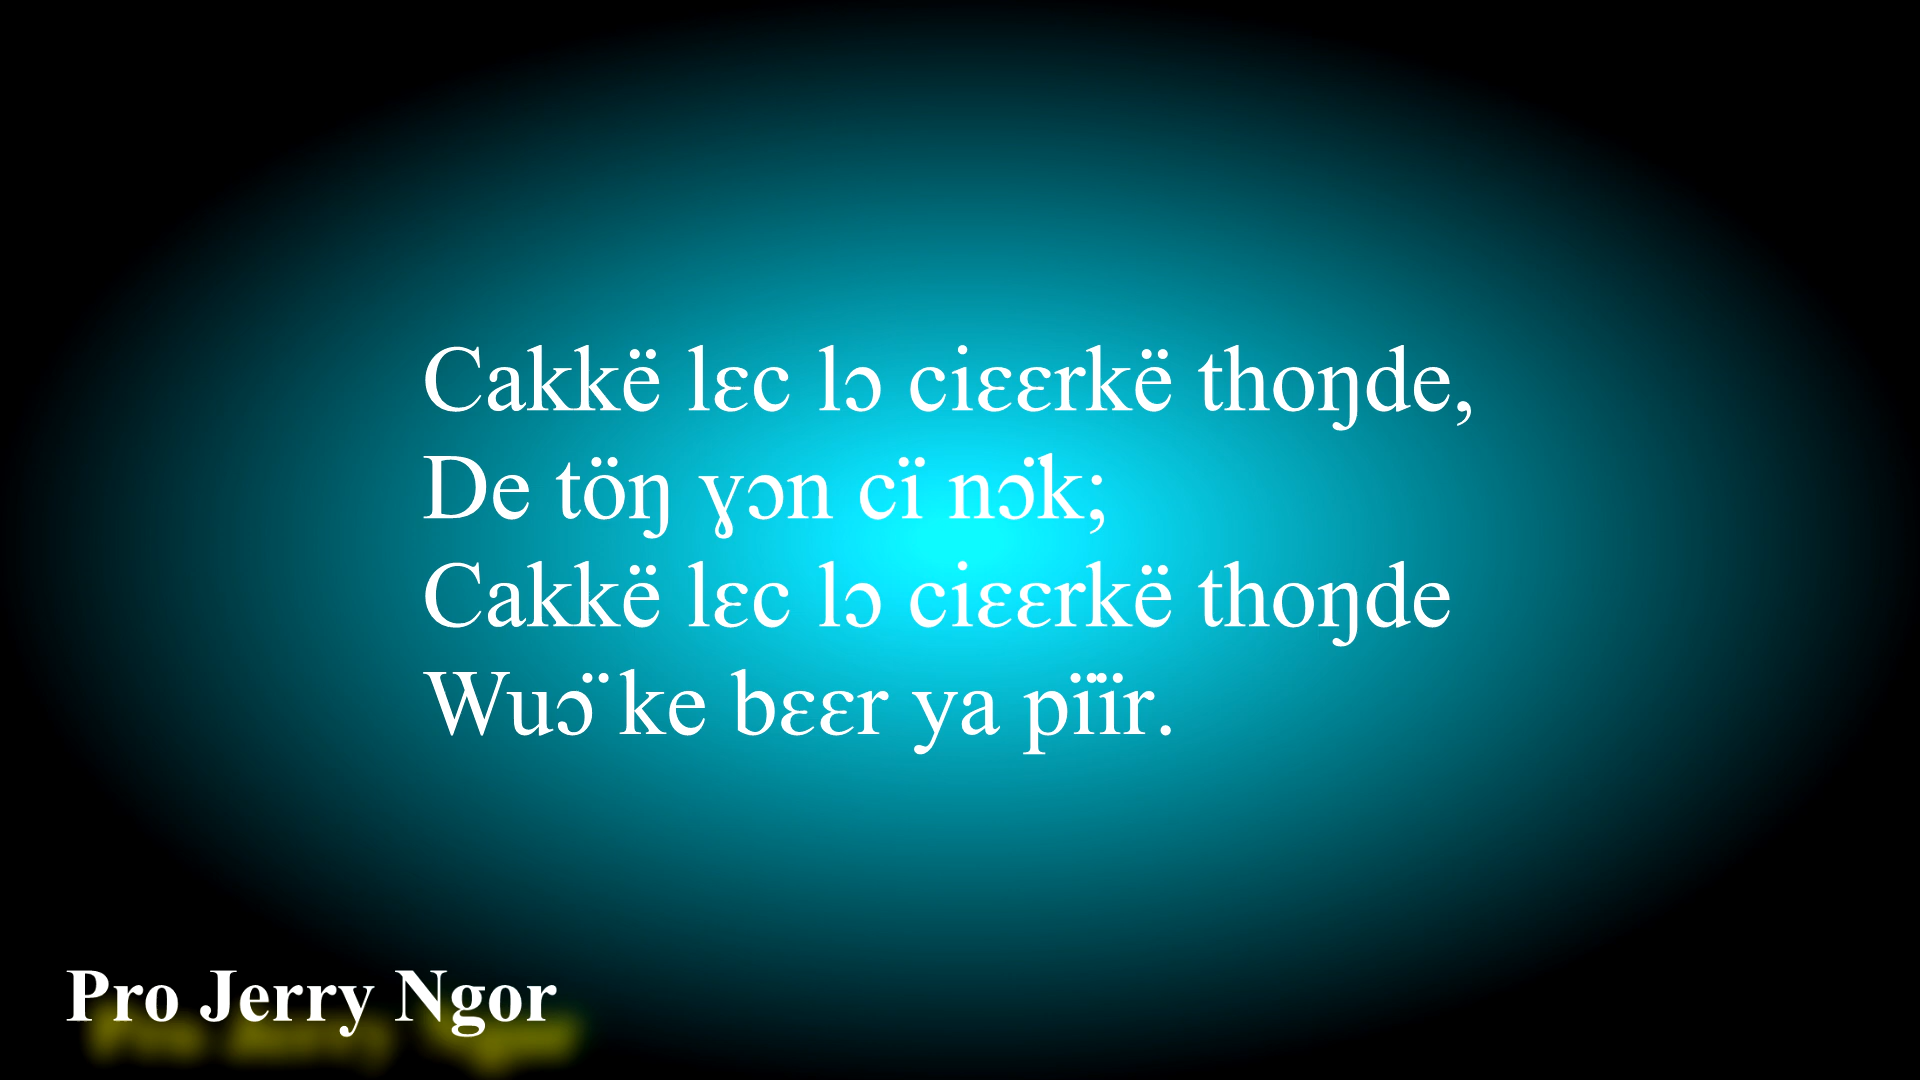 Cakkë lɛc lɔ ciɛɛrkë thoŋde,
De töŋ ɣɔn cï nɔ̈k;
Cakkë lɛc lɔ ciɛɛrkë thoŋde
Wuɔ̈ ke bɛɛr ya pïïr.
Pro Jerry Ngor